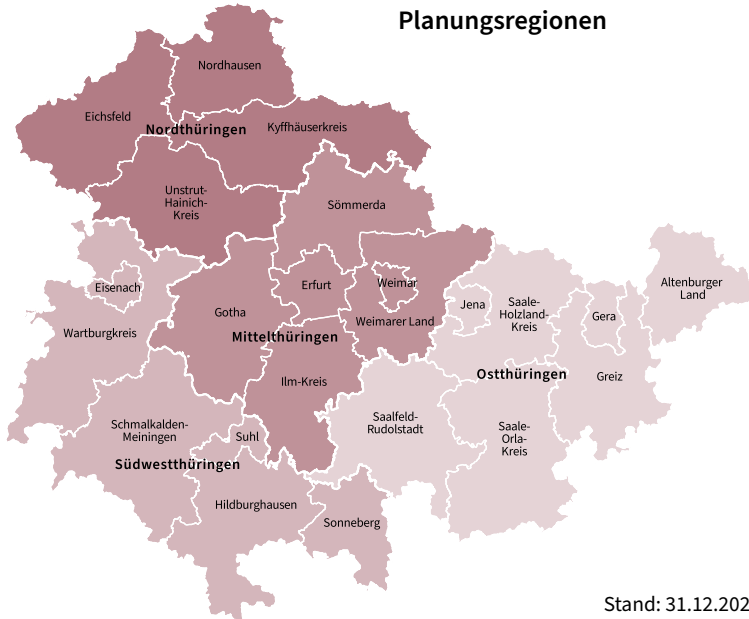 Planungsregionen
Nordhausen
Eichsfeld
Nordthüringen
Kyffhäuserkreis
Unstrut-
Hainich-
Kreis
Sömmerda
Eisenach
Erfurt
Weimar
Altenburger
Land
Gotha
Jena
Saale-
Holzland-
Kreis
Gera
Wartburgkreis
Weimarer Land
Mittelthüringen
Ilm-Kreis
Ostthüringen
Greiz
Schmalkalden-
Meiningen
Suhl
Saalfeld-
Rudolstadt
Saale-
Orla-
Kreis
Südwestthüringen
Hildburghausen
Sonneberg
Stand: 31.12.202